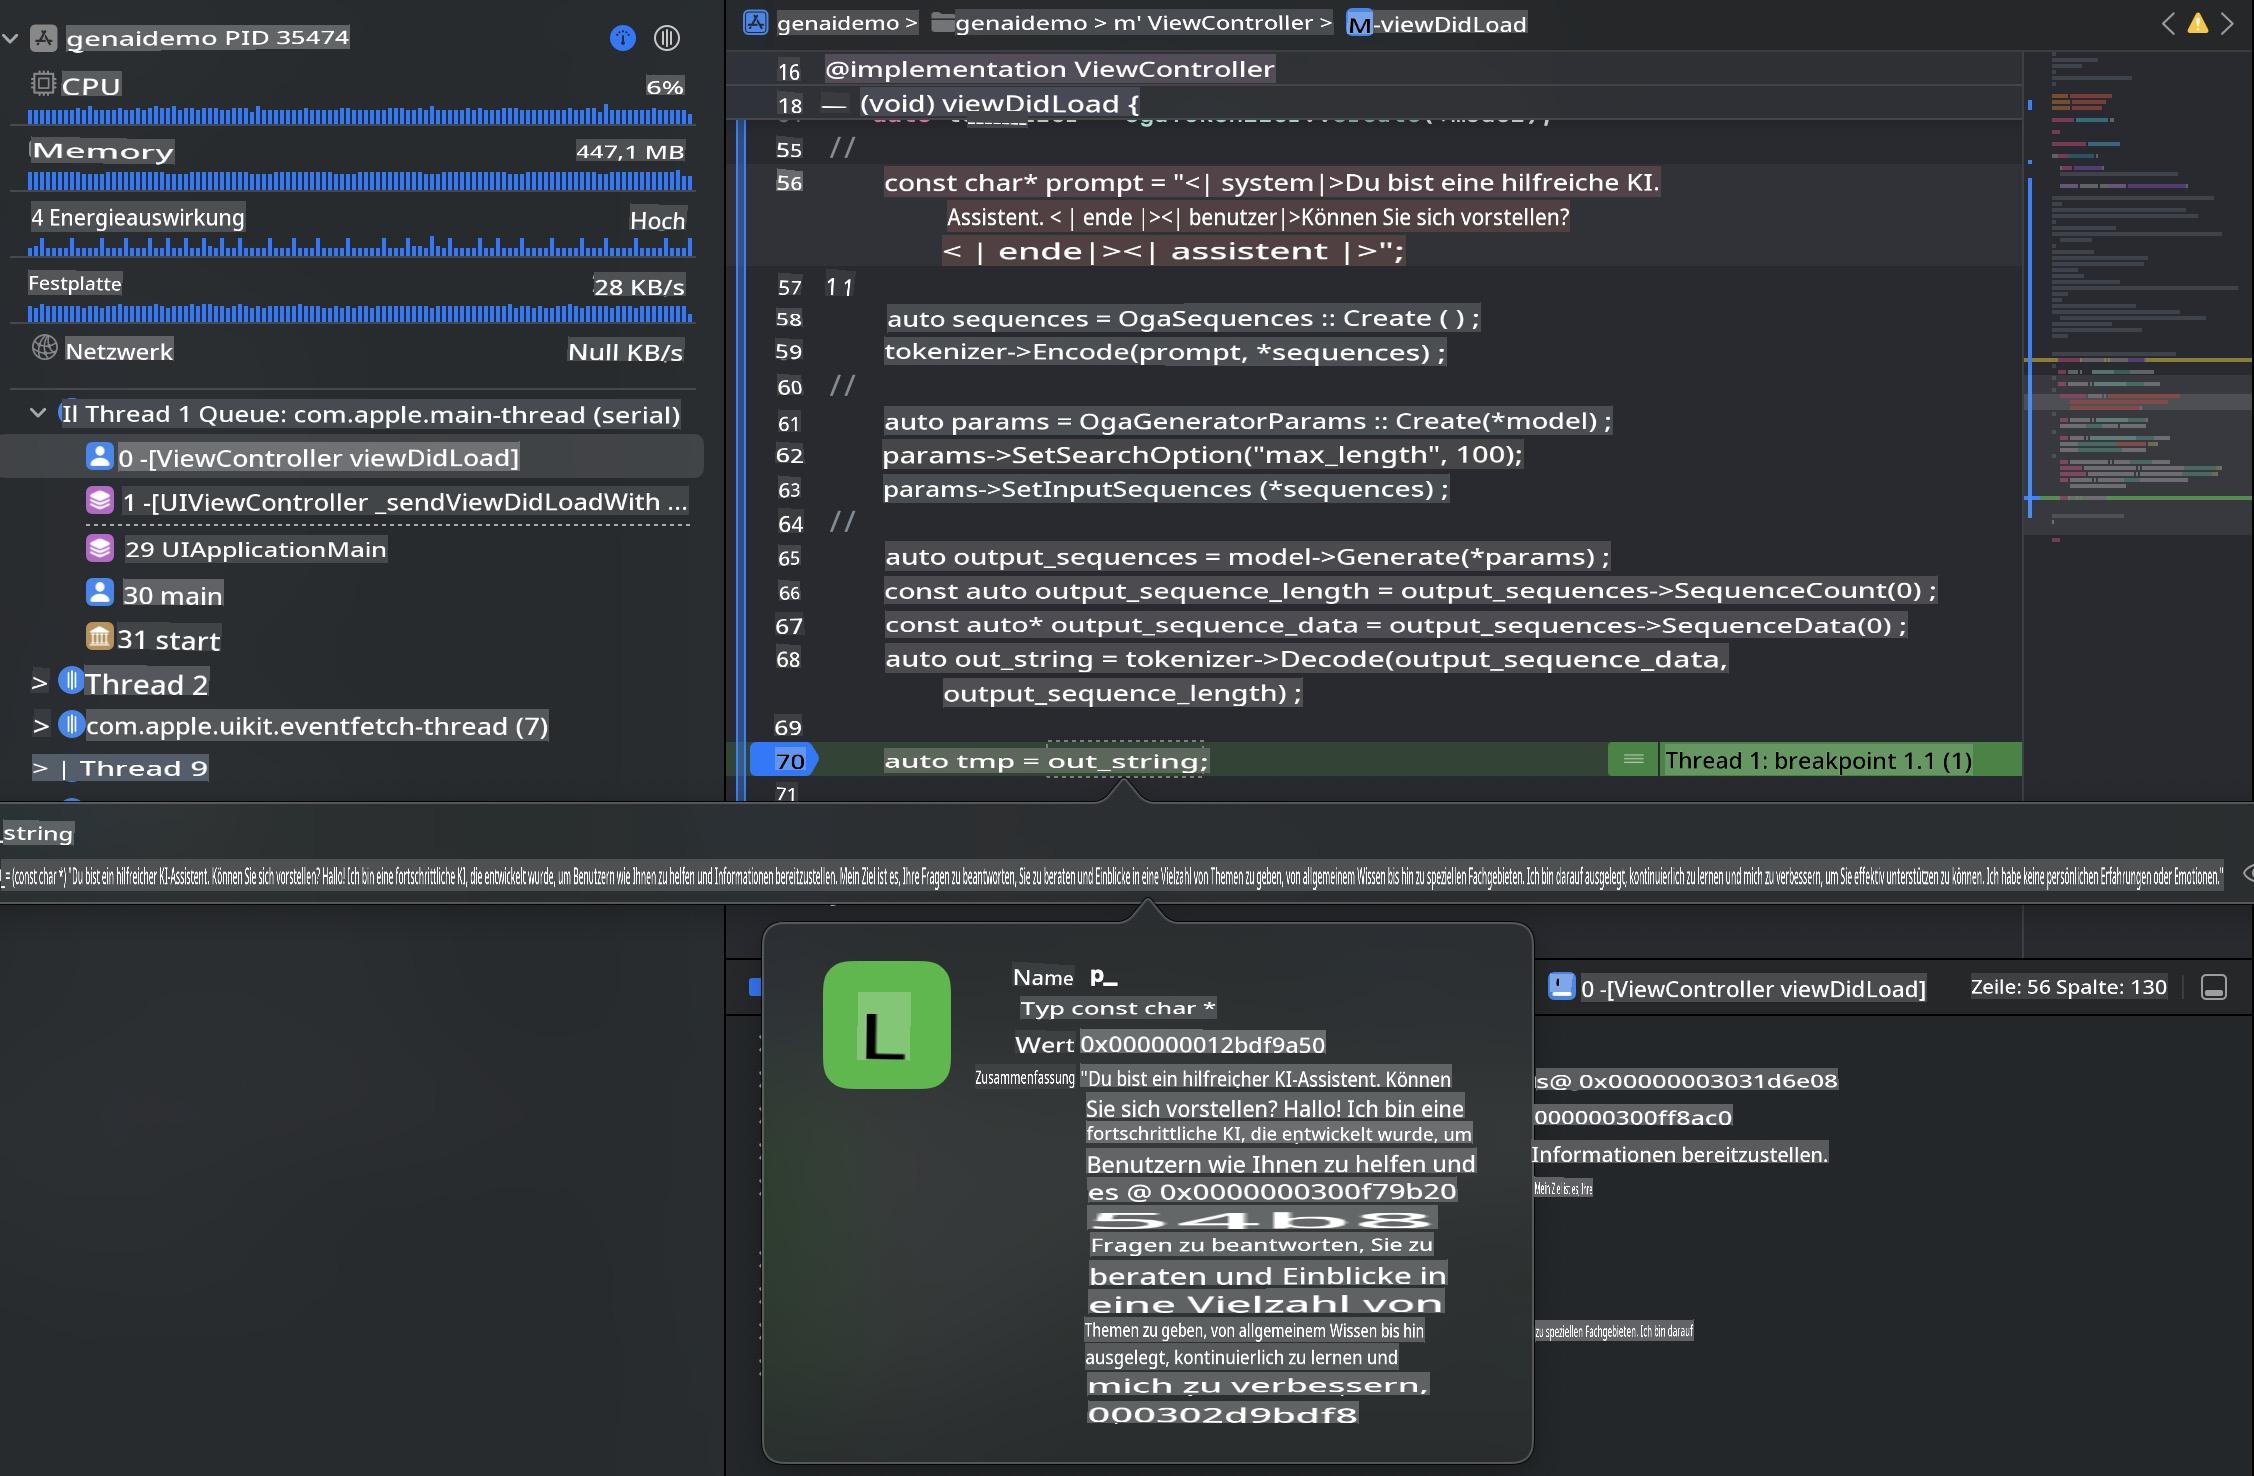 genaidemo PID 35474
CPU 6%
Memory 447,1 MB
4 Energieauswirkung Hoch
Festplatte 28 KB/s
Netzwerk Null KB/s
Il Thread 1 Queue: com.apple.main-thread (serial)
0 -[ViewController viewDidLoad]
1 -[UIViewController _sendViewDidLoadWith ...
29 UIApplicationMain
30 main
31 start
> Thread 2
> com.apple.uikit.eventfetch-thread (7)
> | Thread 9
genaidemo > genaidemo > m' ViewController > M-viewDidLoad
16 @implementation ViewController
18 — (void) viewDidLoad {
55 //
56 const char* prompt = "<| system|>Du bist eine hilfreiche KI.
Assistent. < | ende |><| benutzer|>Können Sie sich vorstellen?
< | ende|><| assistent |>";
57 11
58 auto sequences = OgaSequences :: Create ( ) ;
59 tokenizer->Encode(prompt, *sequences) ;
60 //
61 auto params = OgaGeneratorParams :: Create(*model) ;
62 params->SetSearchOption("max_length", 100);
63 params->SetInputSequences (*sequences) ;
64 //
65 auto output_sequences = model->Generate(*params) ;
66 const auto output_sequence_length = output_sequences->SequenceCount(0) ;
67 const auto* output_sequence_data = output_sequences->SequenceData(0) ;
68 auto out_string = tokenizer->Decode(output_sequence_data,
output_sequence_length) ;
69
70 auto tmp = out_string; Thread 1: breakpoint 1.1 (1)
71
_string
= (const char *) "Du bist ein hilfreicher KI-Assistent. Können Sie sich vorstellen? Hallo! Ich bin eine fortschrittliche KI, die entwickelt wurde, um Benutzern wie Ihnen zu helfen und Informationen bereitzustellen. Mein Ziel ist es, Ihre Fragen zu beantworten, Sie zu beraten und Einblicke in eine Vielzahl von Themen zu geben, von allgemeinem Wissen bis hin zu speziellen Fachgebieten. Ich bin darauf ausgelegt, kontinuierlich zu lernen und mich zu verbessern, um Sie effektiv unterstützen zu können. Ich habe keine persönlichen Erfahrungen oder Emotionen."
L
Name p_
Typ const char *
Wert 0x000000012bdf9a50
Zusammenfassung "Du bist ein hilfreicher KI-Assistent. Können
Sie sich vorstellen? Hallo! Ich bin eine
fortschrittliche KI, die entwickelt wurde, um
Benutzern wie Ihnen zu helfen und
es @ 0x0000000300f79b20
54b8
Fragen zu beantworten, Sie zu
beraten und Einblicke in
eine Vielzahl von
Themen zu geben, von allgemeinem Wissen bis hin
ausgelegt, kontinuierlich zu lernen und
mich zu verbessern,
000302d9bdf8
0 -[ViewController viewDidLoad] Zeile: 56 Spalte: 130
s@ 0x00000003031d6e08
000000300ff8ac0
Informationen bereitzustellen.
Mein Ziel ist es, Ihre
zu speziellen Fachgebieten. Ich bin darauf